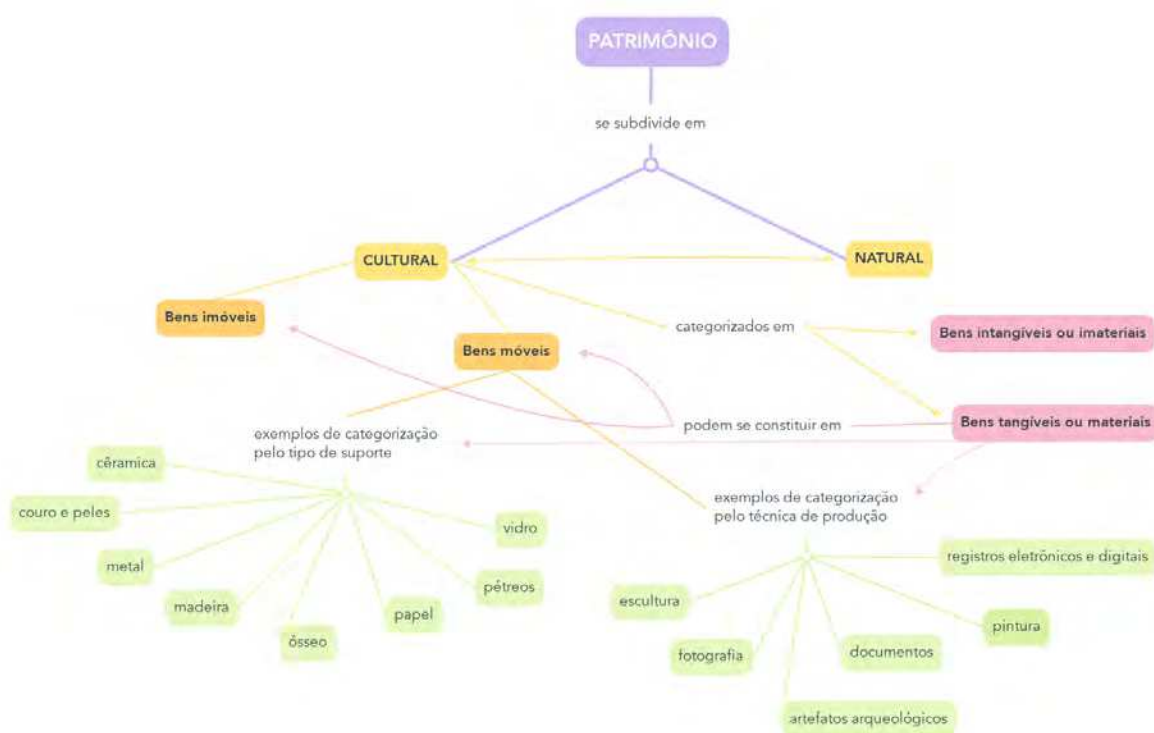 PATRIMÔNIO
se subdivide em
CULTURAL
NATURAL
Bens imóveis
categorizados em
Bens intangíveis ou imateriais
Bens móveis
podem se constituir em
Bens tangíveis ou materiais
exemplos de categorização
pelo tipo de suporte
cêramica
couro e peles
metal
madeira
ósseo
papel
pétreos
vidro
exemplos de categorização
pelo técnica de produção
registros eletrônicos e digitais
escultura
pintura
fotografia
documentos
artefatos arqueológicos